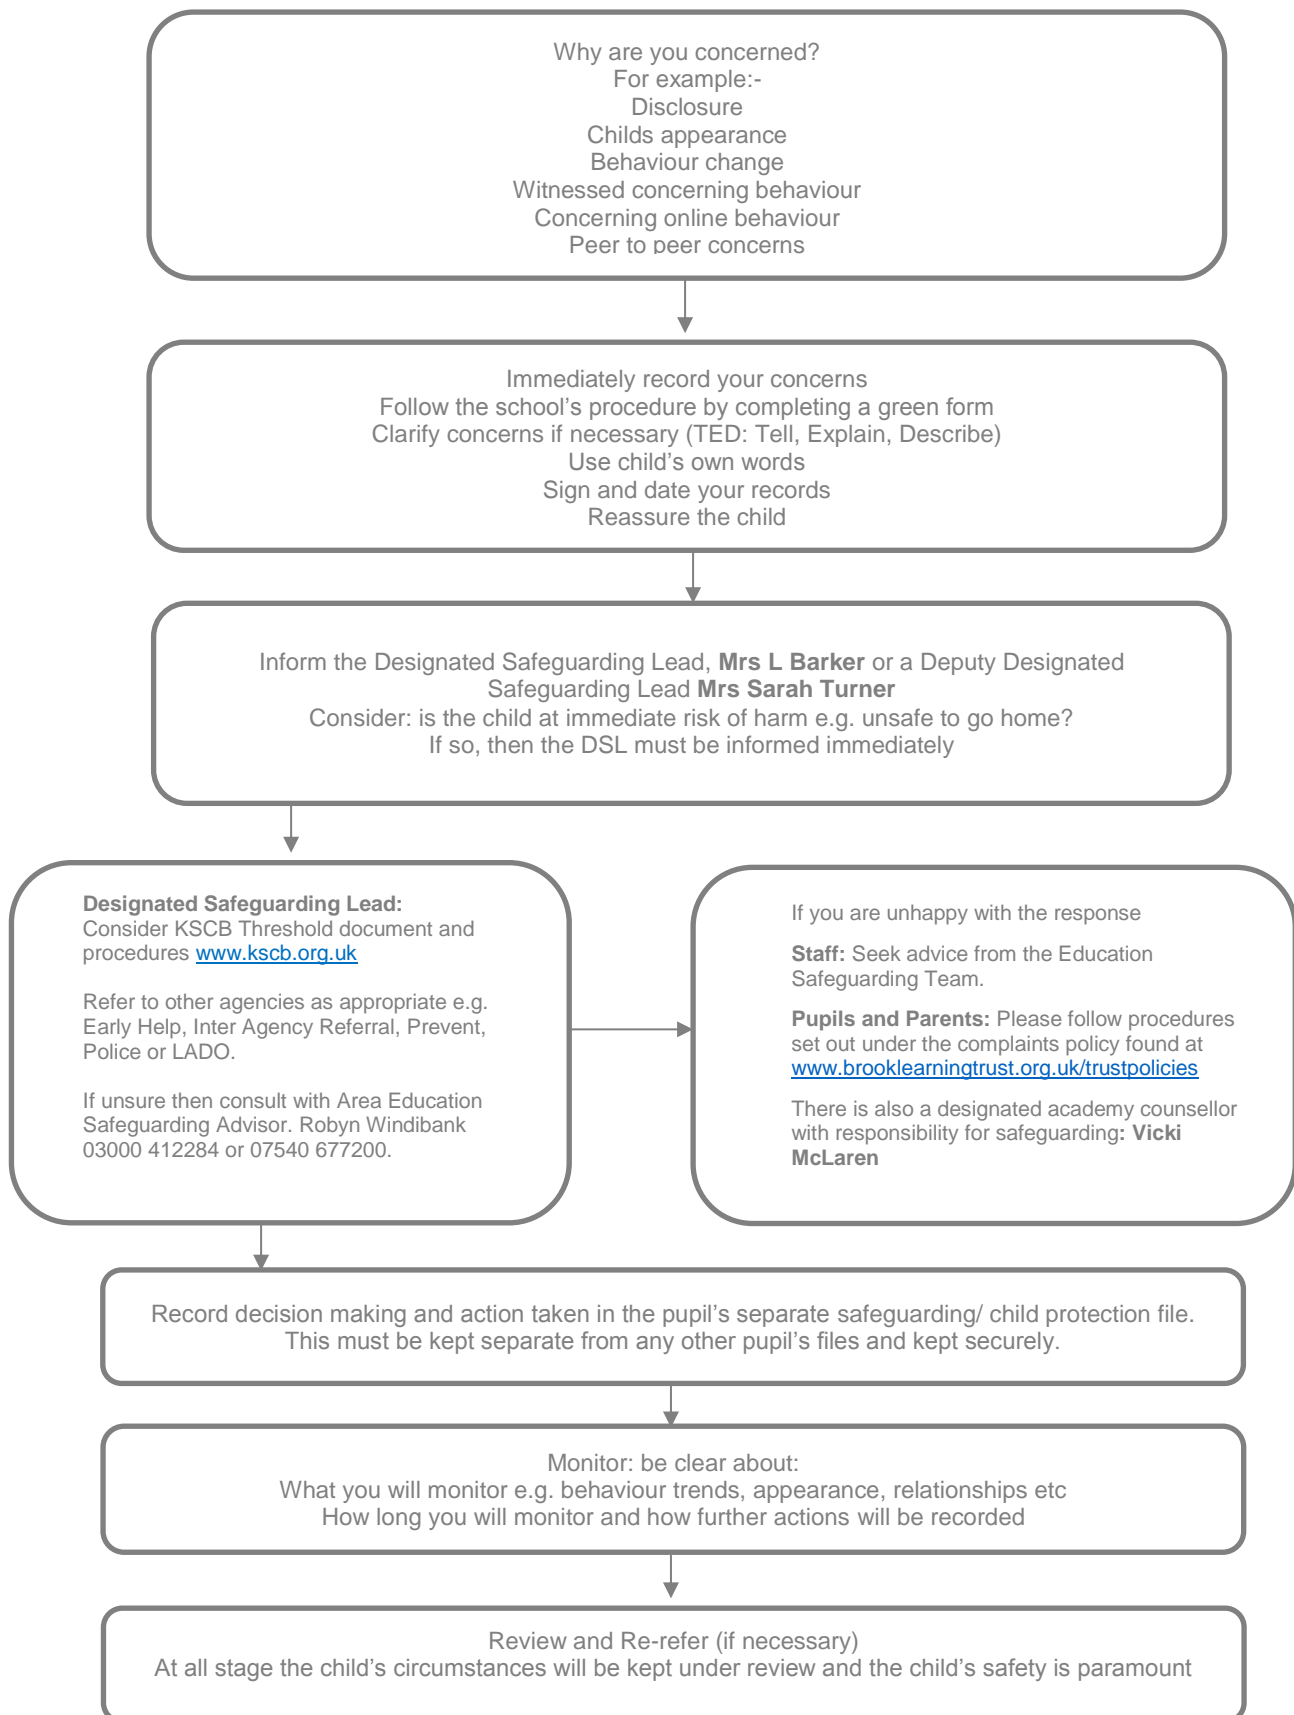 Why are you concerned?
For example:-
Disclosure
Childs appearance
Behaviour change
Witnessed concerning behaviour
Concerning online behaviour
Peer to peer concerns
Immediately record your concerns
Follow the school’s procedure by completing a green form
Clarify concerns if necessary (TED: Tell, Explain, Describe)
Use child’s own words
Sign and date your records
Reassure the child
Inform the Designated Safeguarding Lead, Mrs L Barker or a Deputy Designated
Safeguarding Lead Mrs Sarah Turner
Consider: is the child at immediate risk of harm e.g. unsafe to go home?
If so, then the DSL must be informed immediately
Designated Safeguarding Lead:
Consider KSCB Threshold document and
procedures www.kscb.org.uk
Refer to other agencies as appropriate e.g.
Early Help, Inter Agency Referral, Prevent,
Police or LADO.
If unsure then consult with Area Education
Safeguarding Advisor. Robyn Windibank
03000 412284 or 07540 677200.
If you are unhappy with the response
Staff: Seek advice from the Education
Safeguarding Team.
Pupils and Parents: Please follow procedures
set out under the complaints policy found at
www.brooklearningtrust.org.uk/trustpolicies
There is also a designated academy counsellor
with responsibility for safeguarding: Vicki
McLaren
Record decision making and action taken in the pupil’s separate safeguarding/ child protection file.
This must be kept separate from any other pupil’s files and kept securely.
Monitor: be clear about:
What you will monitor e.g. behaviour trends, appearance, relationships etc
How long you will monitor and how further actions will be recorded
Review and Re-refer (if necessary)
At all stage the child’s circumstances will be kept under review and the child’s safety is paramount